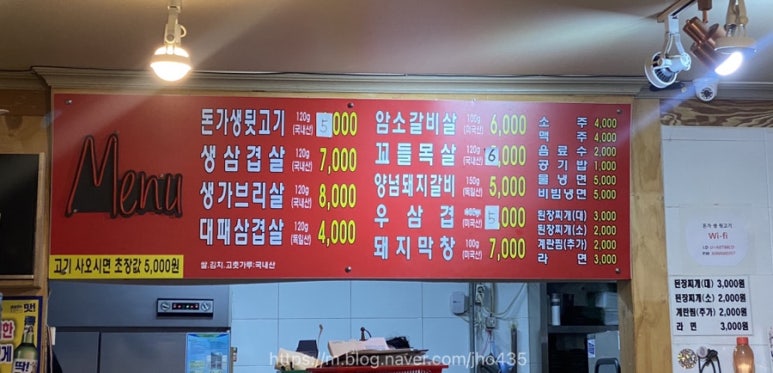 Menu
돈가생뒷고기 120g (국내산) 5,000
생삼겹살 120g (국내산) 7,000
생가브리살 120g (국내산) 8,000
대패삼겹살 120g (독일산) 4,000
암소갈비살 100g (미국산) 6,000
꼬들목살 120g (국내산) 6,000
양념돼지갈비 150g (독일산) 5,000
우삼겹 (미국산) 5,000
돼지막창 100g (국내산) 7,000
소주 4,000
맥주 4,000
음료수 2,000
공기밥 1,000
물냉면 5,000
비빔냉면 5,000
된장찌개(대) 3,000
된장찌개(소) 2,000
계란찜(추가) 2,000
라면 3,000
고기 사오시면 초장값 5,000원
쌀,김치,고춧가루:국내산
돈가 생 뒷고기
Wi-fi
된장찌개(대) 3,000원
된장찌개(소) 2,000원
계란찜(추가) 2,000원
라면 3,000원
https://m.blog.naver.com/jho435